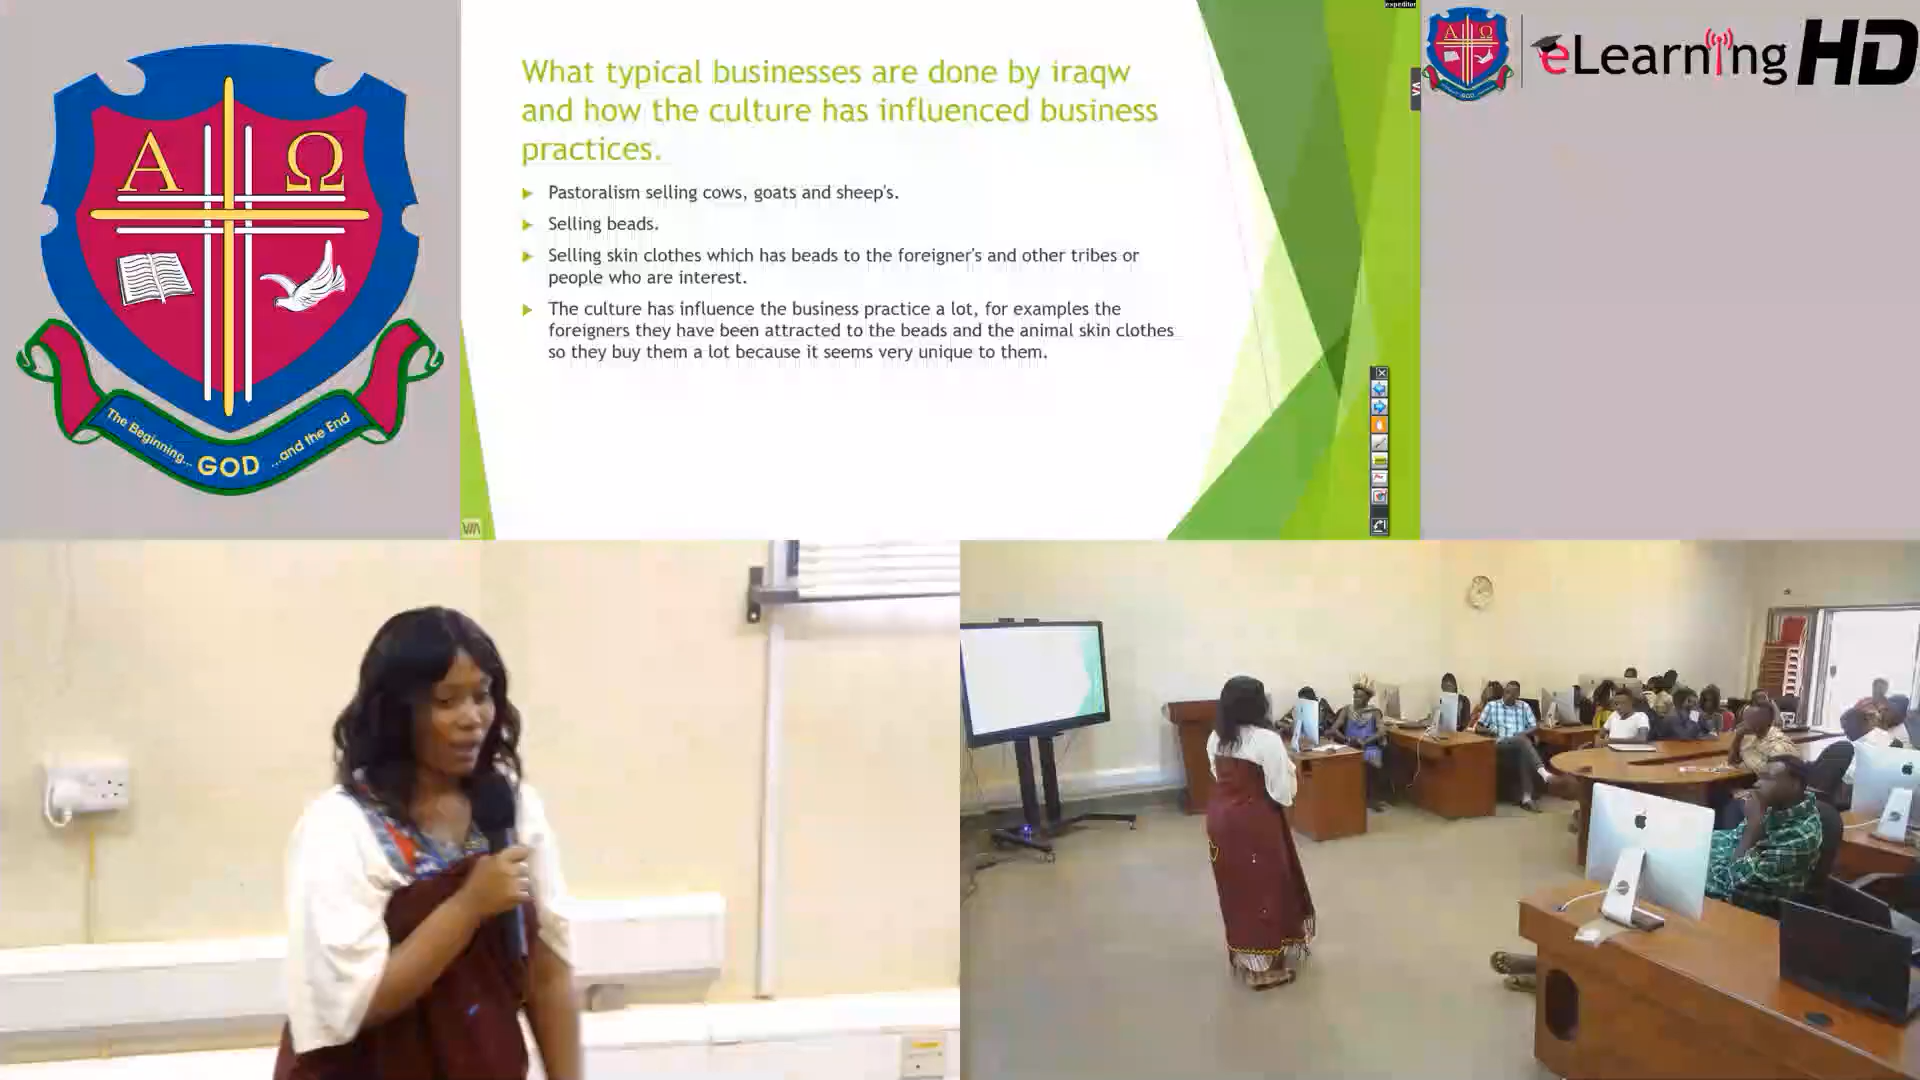 A Ω
The Beginning... GOD ...and the End
What typical businesses are done by iraqw
and how the culture has influenced business
practices.
Pastoralism selling cows, goats and sheep's.
Selling beads.
Selling skin clothes which has beads to the foreigner's and other tribes or
people who are interest.
The culture has influence the business practice a lot, for examples the
foreigners they have been attracted to the beads and the animal skin clothes
so they buy them a lot because it seems very unique to them.
VIA
expeditor
VIA
A Ω
GOD
eLearning HD